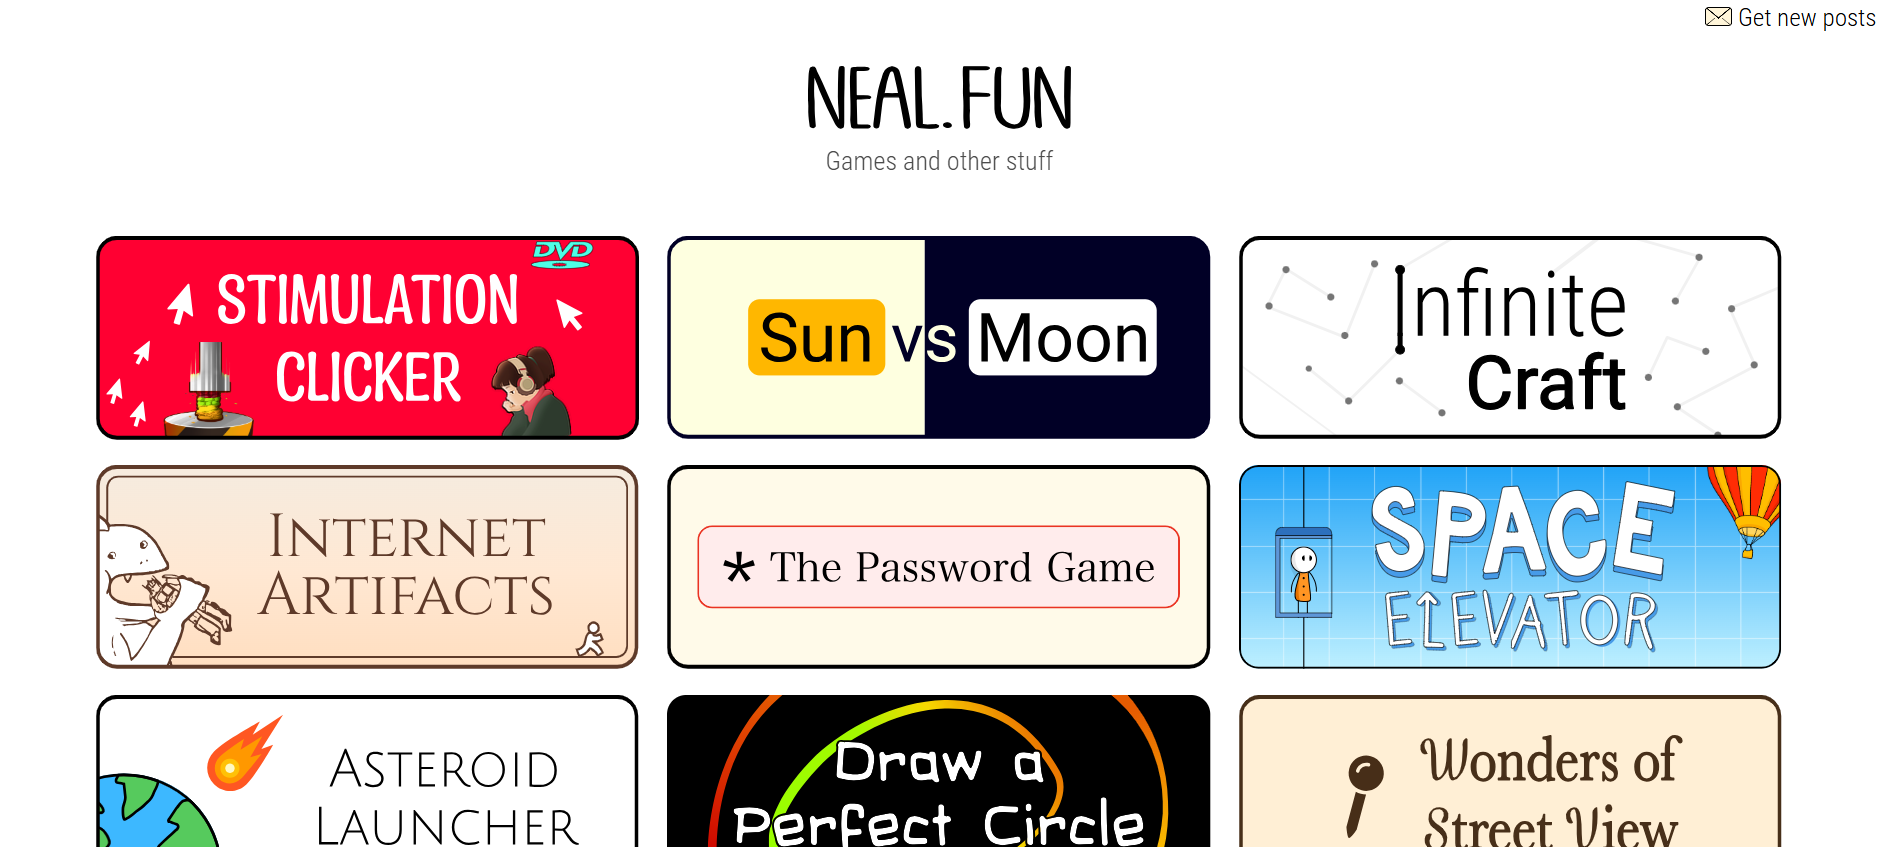 Get new posts
NEAL.FUN
Games and other stuff
DVD
STIMULATION
CLICKER
Sun vs Moon
Infinite
Craft
INTERNET
ARTIFACTS
* The Password Game
SPACE
ELEVATOR
ASTEROID
LAUNCHER
Draw a
Perfect Circle
Wonders of
Street View